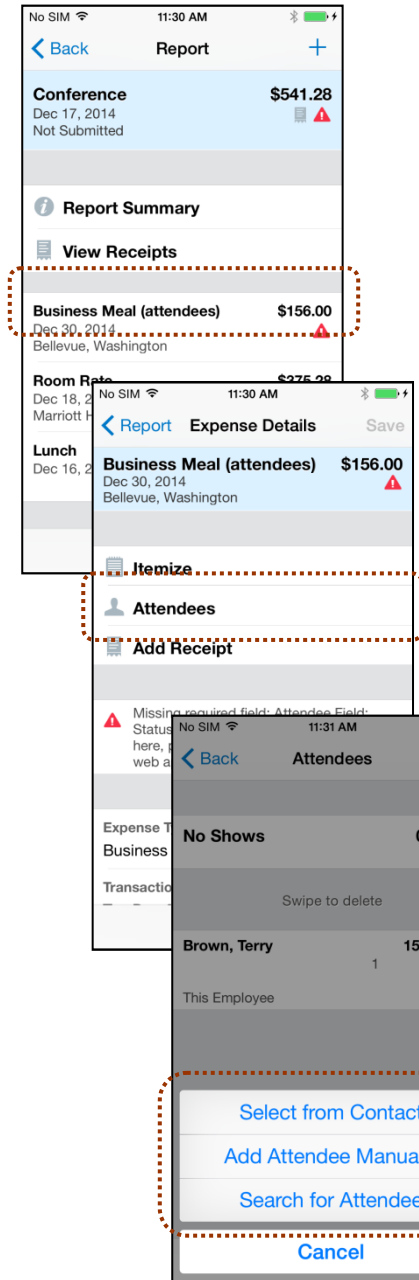 No SIM 11:30 AM
Back Report +
Conference $541.28
Dec 17, 2014
Not Submitted
Report Summary
View Receipts
Business Meal (attendees) $156.00
Dec 30, 2014
Bellevue, Washington
Room Rate $375.28
Dec 18, 2
Marriott H
Lunch
Dec 16, 2
No SIM 11:30 AM
Report Expense Details Save
Business Meal (attendees) $156.00
Dec 30, 2014
Bellevue, Washington
Itemize
Attendees
Add Receipt
Missing required field: Attendee Field:
Status
here, p
web a
Expense T
Business
Transactio
No SIM 11:31 AM
Back Attendees
No Shows
Swipe to delete
Brown, Terry 15
1
This Employee
Select from Contact
Add Attendee Manua
Search for Attendee
Cancel